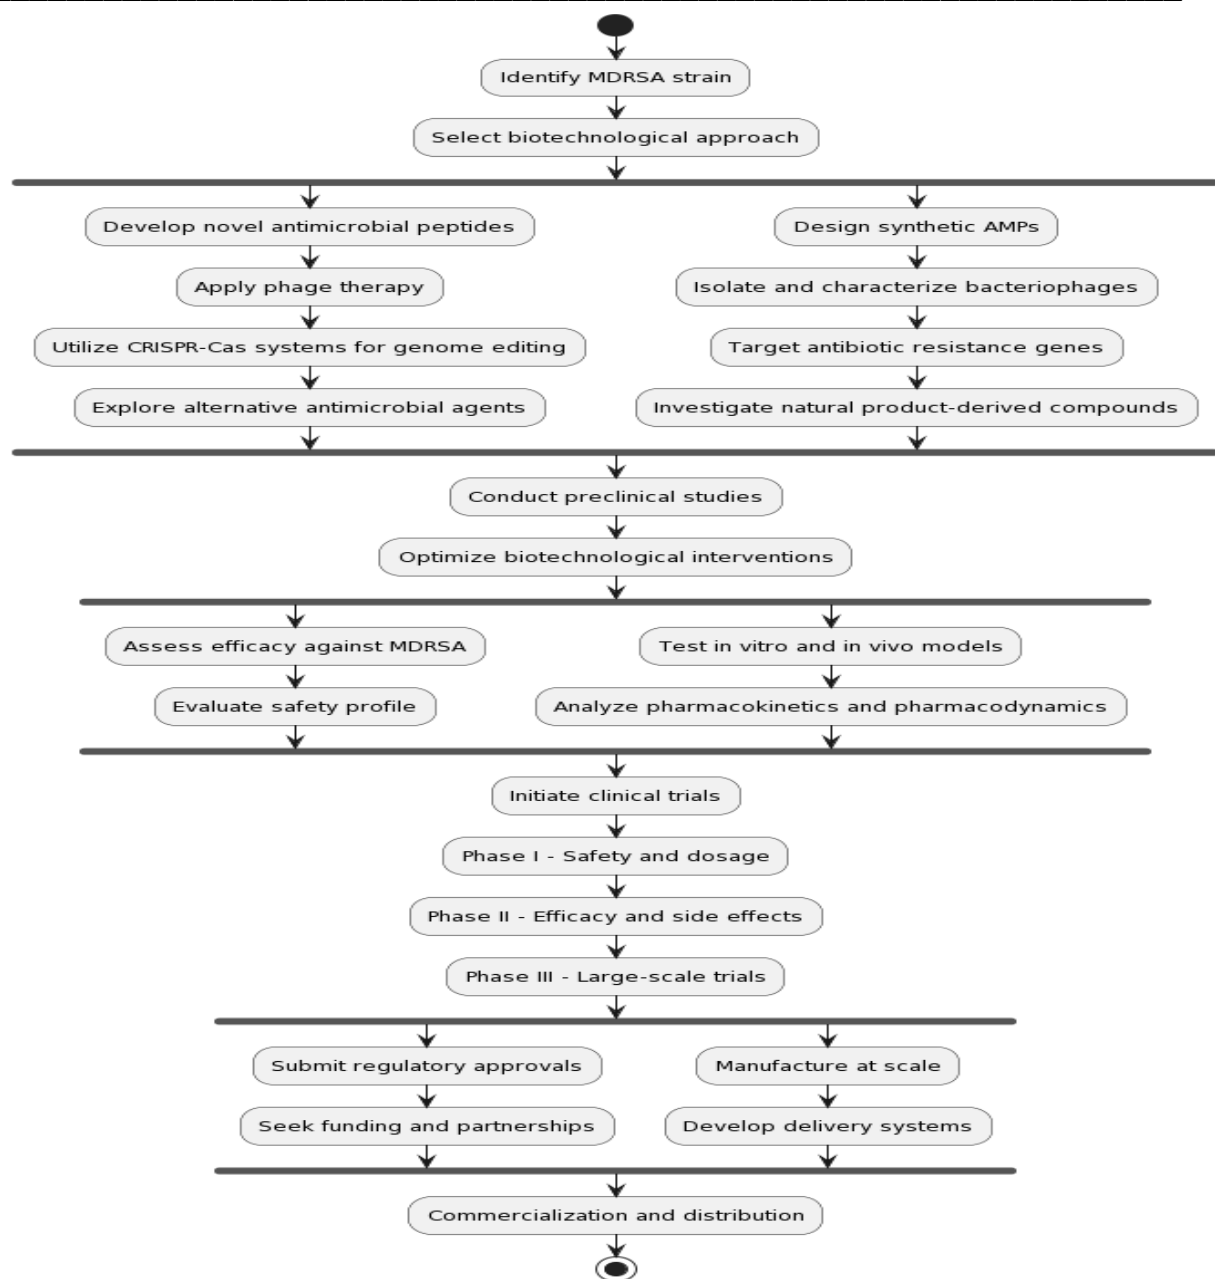 Identify MDRSA strain
Select biotechnological approach
Develop novel antimicrobial peptides
Apply phage therapy
Utilize CRISPR-Cas systems for genome editing
Explore alternative antimicrobial agents
Design synthetic AMPs
Isolate and characterize bacteriophages
Target antibiotic resistance genes
Investigate natural product-derived compounds
Conduct preclinical studies
Optimize biotechnological interventions
Assess efficacy against MDRSA
Evaluate safety profile
Test in vitro and in vivo models
Analyze pharmacokinetics and pharmacodynamics
Initiate clinical trials
Phase I - Safety and dosage
Phase II - Efficacy and side effects
Phase III - Large-scale trials
Submit regulatory approvals
Seek funding and partnerships
Manufacture at scale
Develop delivery systems
Commercialization and distribution